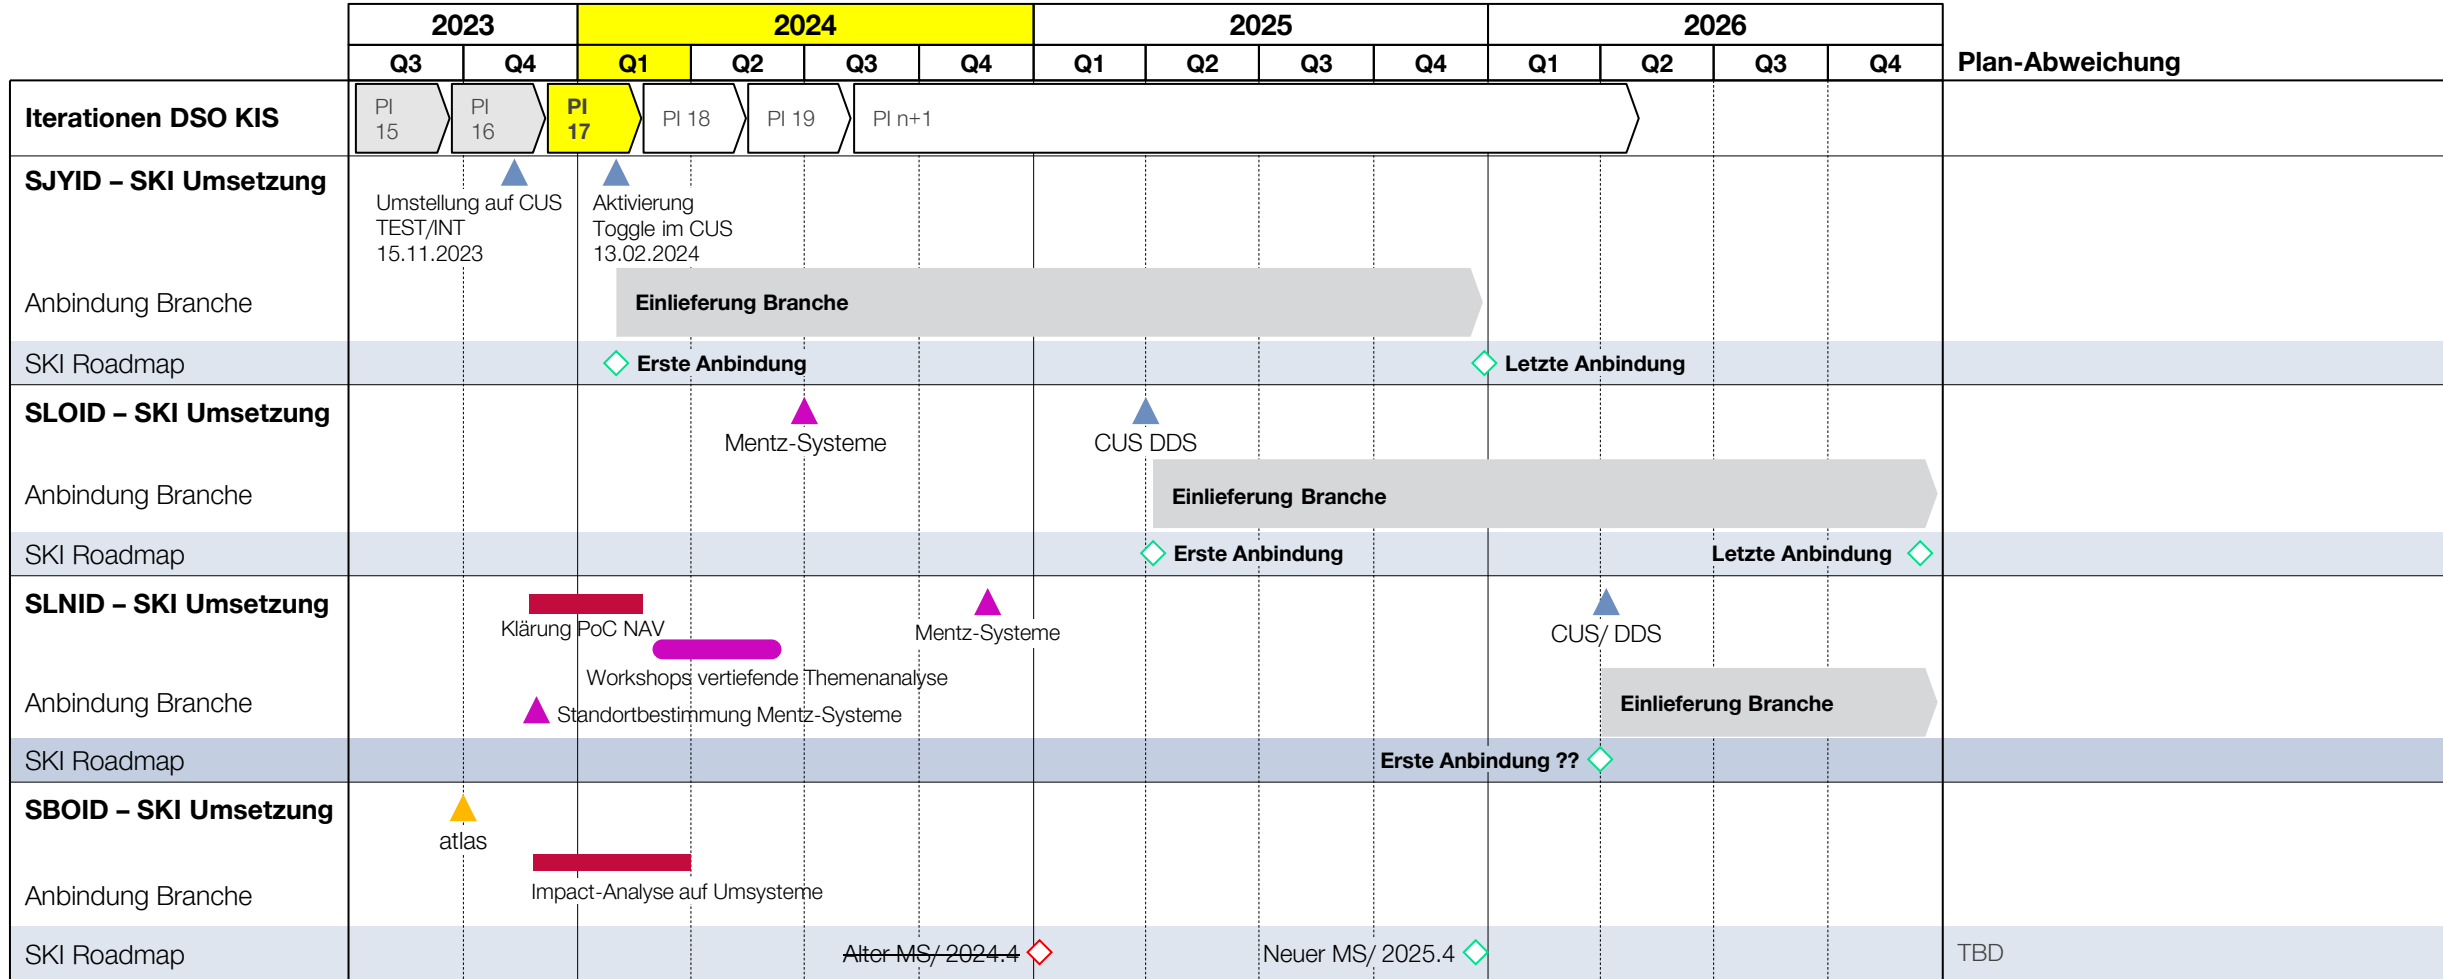 2023 2024 2025 2026
Q3 Q4 Q1 Q2 Q3 Q4 Q1 Q2 Q3 Q4 Q1 Q2 Q3 Q4 Plan-Abweichung
Iterationen DSO KIS
PI
15
PI
16
PI
17
PI 18
PI 19
PI n+1
SJYID – SKI Umsetzung
Umstellung auf CUS
TEST/INT
15.11.2023
Aktivierung
Toggle im CUS
13.02.2024
Anbindung Branche
Einlieferung Branche
SKI Roadmap
Erste Anbindung
Letzte Anbindung
SLOID – SKI Umsetzung
Mentz-Systeme
CUS DDS
Anbindung Branche
Einlieferung Branche
SKI Roadmap
Erste Anbindung
Letzte Anbindung
SLNID – SKI Umsetzung
Klärung PoC NAV
Mentz-Systeme
CUS/ DDS
Workshops vertiefende Themenanalyse
Anbindung Branche
Standortbestimmung Mentz-Systeme
Einlieferung Branche
SKI Roadmap
Erste Anbindung ??
SBOID – SKI Umsetzung
atlas
Anbindung Branche
Impact-Analyse auf Umsysteme
SKI Roadmap
Alter MS/ 2024.4
Neuer MS/ 2025.4
TBD